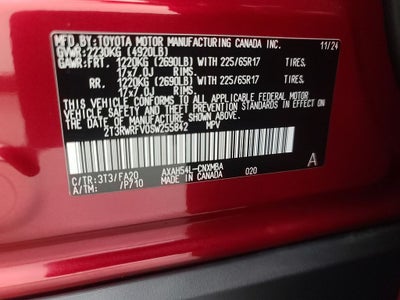 MFD.BY:TOYOTA MOTOR MANUFACTURING CANADA INC. 11/24
GVWR: 2230KG (4920LB)
GAWR: FRT. 1220KG (2690LB) WITH 225/65R17 TIRES.
17x7.0J RIMS.
RR. 1220KG (2690LB) WITH 225/65R17 TIRES.
17x7.0J RIMS.
THIS VEHICLE CONFORMS TO ALL APPLICABLE FEDERAL MOTOR
VEHICLE SAFETY AND THEFT PREVENTION STANDARDS IN EFFECT
ON THE DATE OF MANUFACTURE SHOWN ABOVE.
2T3RWRFV0SW255842 MPV
C/TR:3T3/FA20 AXAH54L-CNXMBA 020 A
A/TM: /P710 MADE IN CANADA